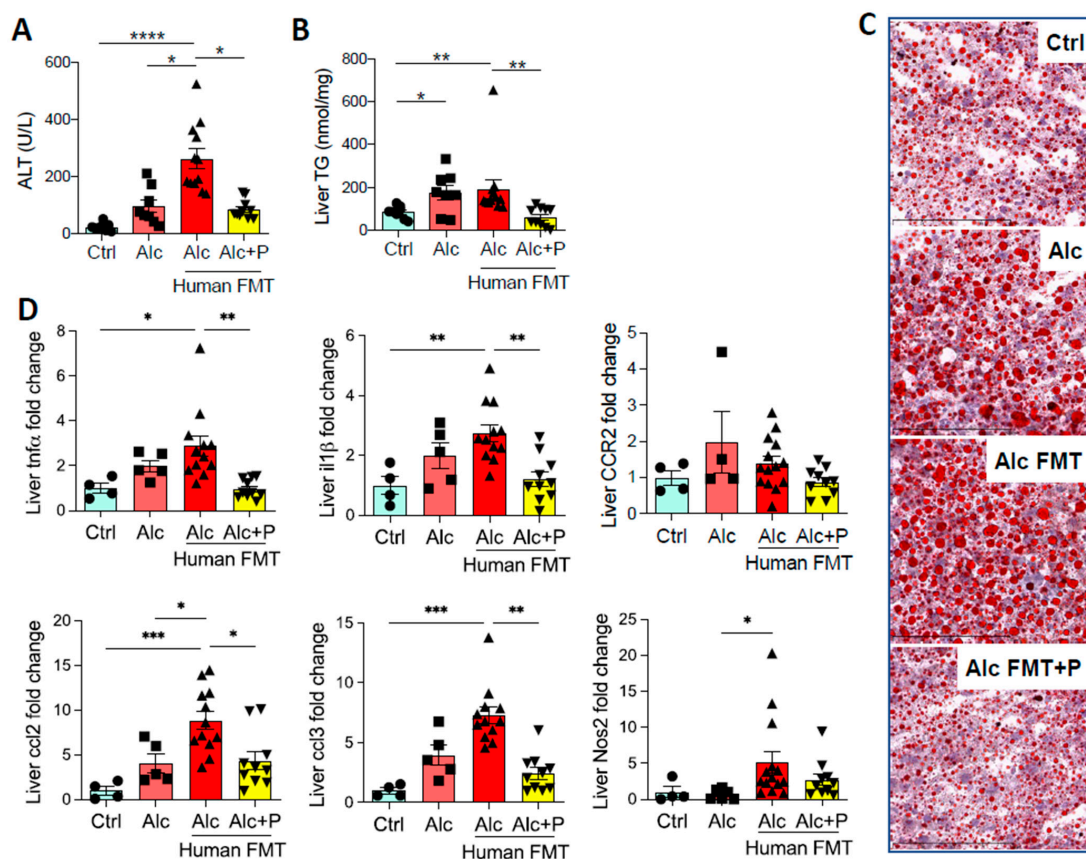 A
ALT (U/L)
600
400
200
0
****
*
*
Ctrl
Alc
Alc
Alc+P
Human FMT
B
Liver TG (nmol/mg)
800
600
400
200
0
**
**
*
Ctrl
Alc
Alc
Alc+P
Human FMT
C
Ctrl
Alc
Alc FMT
Alc FMT+P
D
Liver tnfα fold change
8
6
4
2
0
*
**
Ctrl
Alc
Alc
Alc+P
Human FMT
Liver il1β fold change
6
4
2
0
**
**
Ctrl
Alc
Alc
Alc+P
Human FMT
Liver CCR2 fold change
5
4
3
2
1
0
Ctrl
Alc
Alc
Alc+P
Human FMT
Liver ccl2 fold change
20
15
10
5
0
*
***
*
Ctrl
Alc
Alc
Alc+P
Human FMT
Liver ccl3 fold change
15
10
5
0
***
**
Ctrl
Alc
Alc
Alc+P
Human FMT
Liver Nos2 fold change
25
20
15
10
5
0
*
Ctrl
Alc
Alc
Alc+P
Human FMT